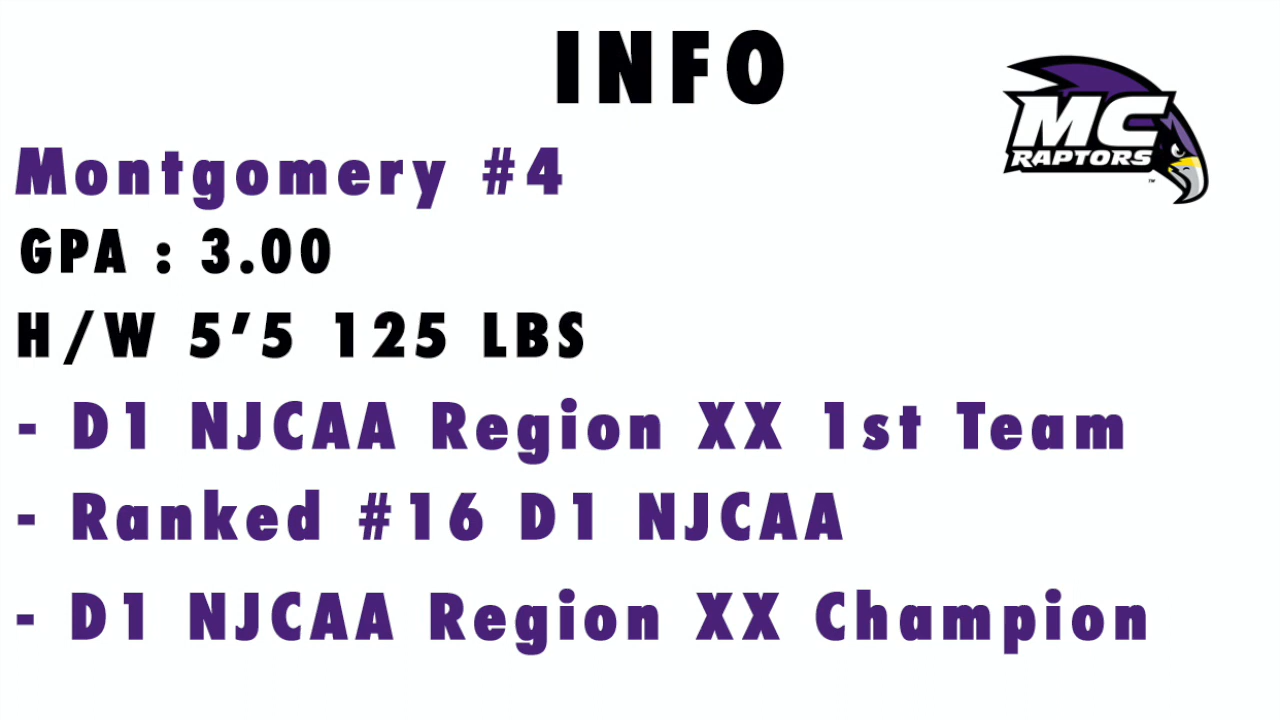 INFO
MC
RAPTORS
™
Montgomery #4
GPA : 3.00
H/W 5’5 125 LBS
- D1 NJCAA Region XX 1st Team
- Ranked #16 D1 NJCAA
- D1 NJCAA Region XX Champion